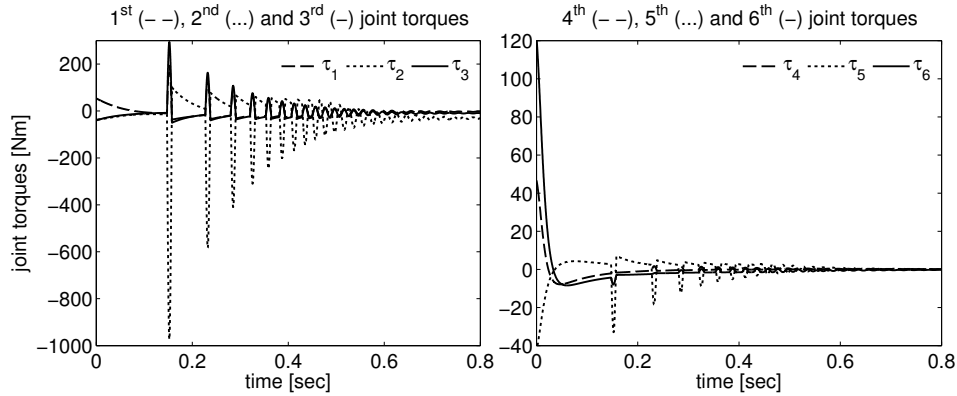 1st (– –), 2nd (...) and 3rd (–) joint torques
τ1 τ2 τ3
joint torques [Nm]
200
0
−200
−400
−600
−800
−1000
0 0.2 0.4 0.6 0.8
time [sec]
4th (– –), 5th (...) and 6th (–) joint torques
τ4 τ5 τ6
120
100
80
60
40
20
0
−20
−40
0 0.2 0.4 0.6 0.8
time [sec]